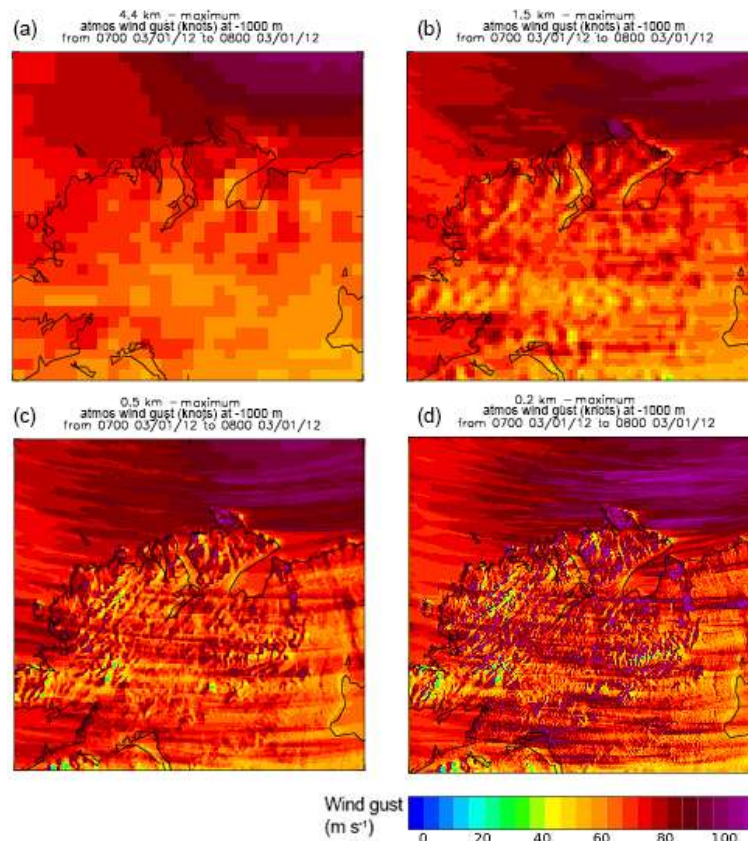 (a)
4.4 km – maximum
atmos wind gust (knots) at -1000 m
from 0700 03/01/12 to 0800 03/01/12
(b)
1.5 km – maximum
atmos wind gust (knots) at -1000 m
from 0700 03/01/12 to 0800 03/01/12
(c)
0.5 km – maximum
atmos wind gust (knots) at -1000 m
from 0700 03/01/12 to 0800 03/01/12
(d)
0.2 km – maximum
atmos wind gust (knots) at -1000 m
from 0700 03/01/12 to 0800 03/01/12
Wind gust
(m s⁻¹)
0 20 40 60 80 100